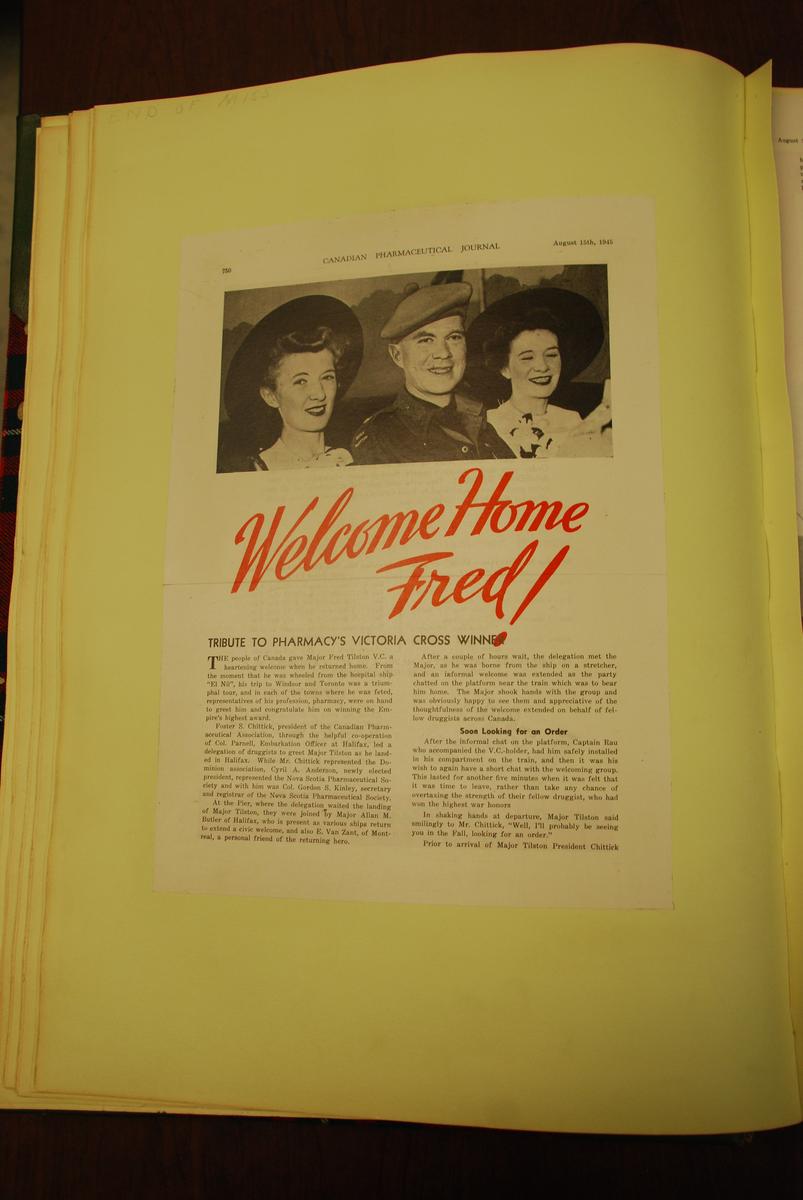 END OF MISS
August
750
CANADIAN PHARMACEUTICAL JOURNAL
August 15th, 1945
Welcome Home
Fred!
TRIBUTE TO PHARMACY'S VICTORIA CROSS WINNER
THE people of Canada gave Major Fred Tilston V.C. a
heartening welcome when he returned home. From
the moment that he was wheeled from the hospital ship
"El Nil", his trip to Windsor and Toronto was a trium-
phal tour, and in each of the towns where he was feted,
representatives of his profession, pharmacy, were on hand
to greet him and congratulate him on winning the Em-
pire's highest award.
Foster S. Chittick, president of the Canadian Pharm-
aceutical Association, through the helpful co-operation
of Col. Parnell, Embarkation Officer at Halifax, led a
delegation of druggists to greet Major Tilston as he land-
ed in Halifax. While Mr. Chittick represented the Do-
minion association, Cyril A. Anderson, newly elected
president, represented the Nova Scotia Pharmaceutical So-
ciety and with him was Col. Gordon S. Kinley, secretary
and registrar of the Nova Scotia Pharmaceutical Society.
At the Pier, where the delegation waited the landing
of Major Tilston, they were joined by Major Allan M.
Butler of Halifax, who is present as various ships return
to extend a civic welcome, and also E. Van Zant, of Mont-
real, a personal friend of the returning hero.
After a couple of hours wait, the delegation met the
Major, as he was borne from the ship on a stretcher,
and an informal welcome was extended as the party
chatted on the platform near the train which was to bear
him home. The Major shook hands with the group and
was obviously happy to see them and appreciative of the
thoughtfulness of the welcome extended on behalf of fel-
low druggists across Canada.
Soon Looking for an Order
After the informal chat on the platform, Captain Rau
who accompanied the V.C.-holder, had him safely installed
in his compartment on the train, and then it was his
wish to again have a short chat with the welcoming group.
This lasted for another five minutes when it was felt that
it was time to leave, rather than take any chance of
overtaxing the strength of their fellow druggist, who had
won the highest war honors
In shaking hands at departure, Major Tilston said
smilingly to Mr. Chittick, "Well, I'll probably be seeing
you in the Fall, looking for an order."
Prior to arrival of Major Tilston President Chittick